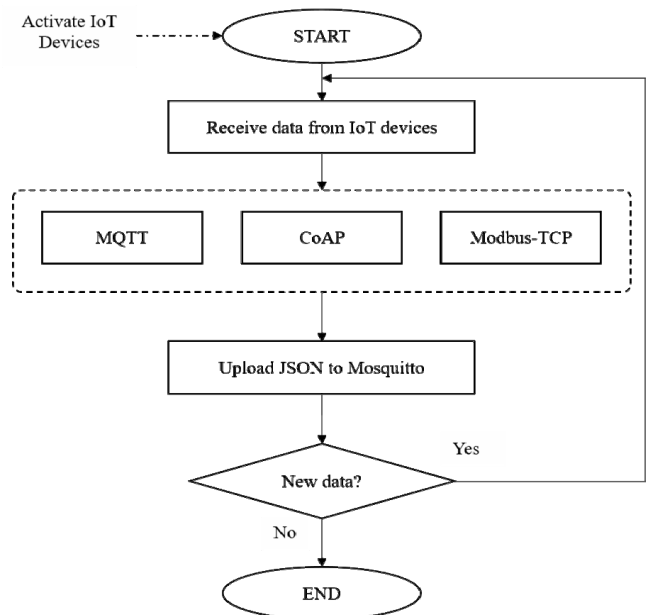 Activate IoT
Devices
START
Receive data from IoT devices
MQTT
CoAP
Modbus-TCP
Upload JSON to Mosquitto
Yes
New data?
No
END